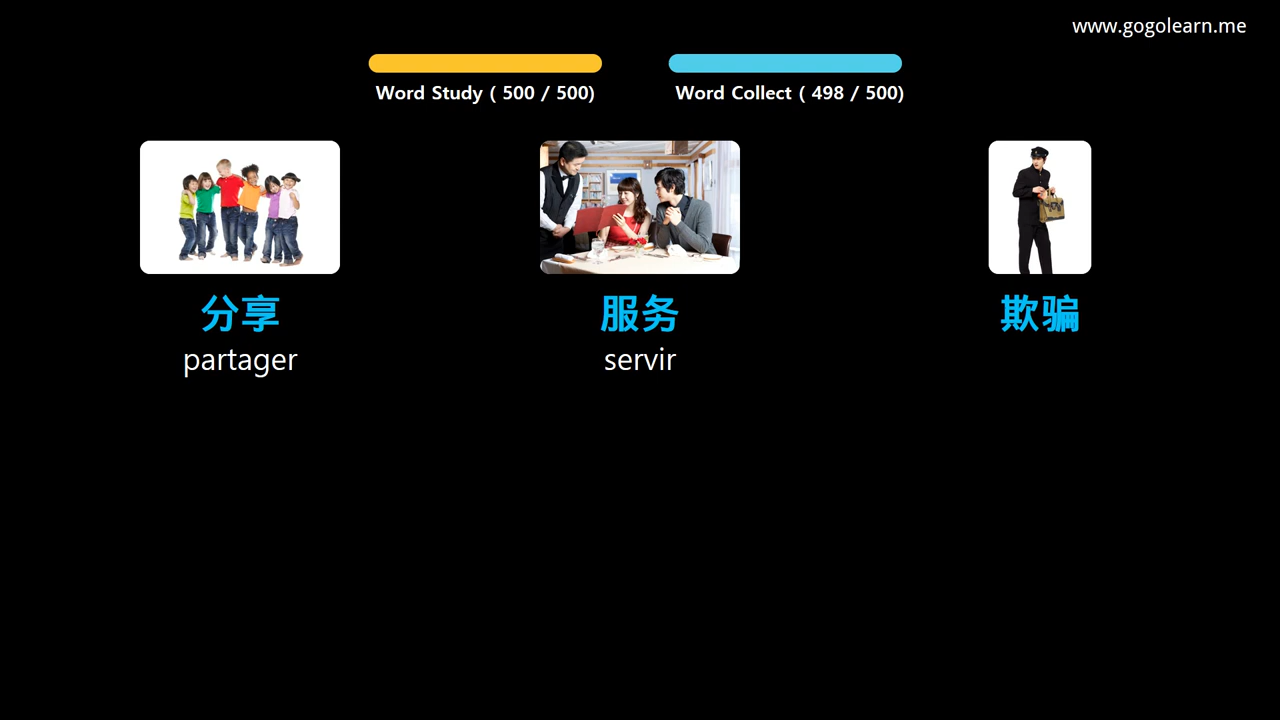 www.gogolearn.me
Word Study ( 500 / 500)
Word Collect ( 498 / 500)
分享
partager
服务
servir
欺骗